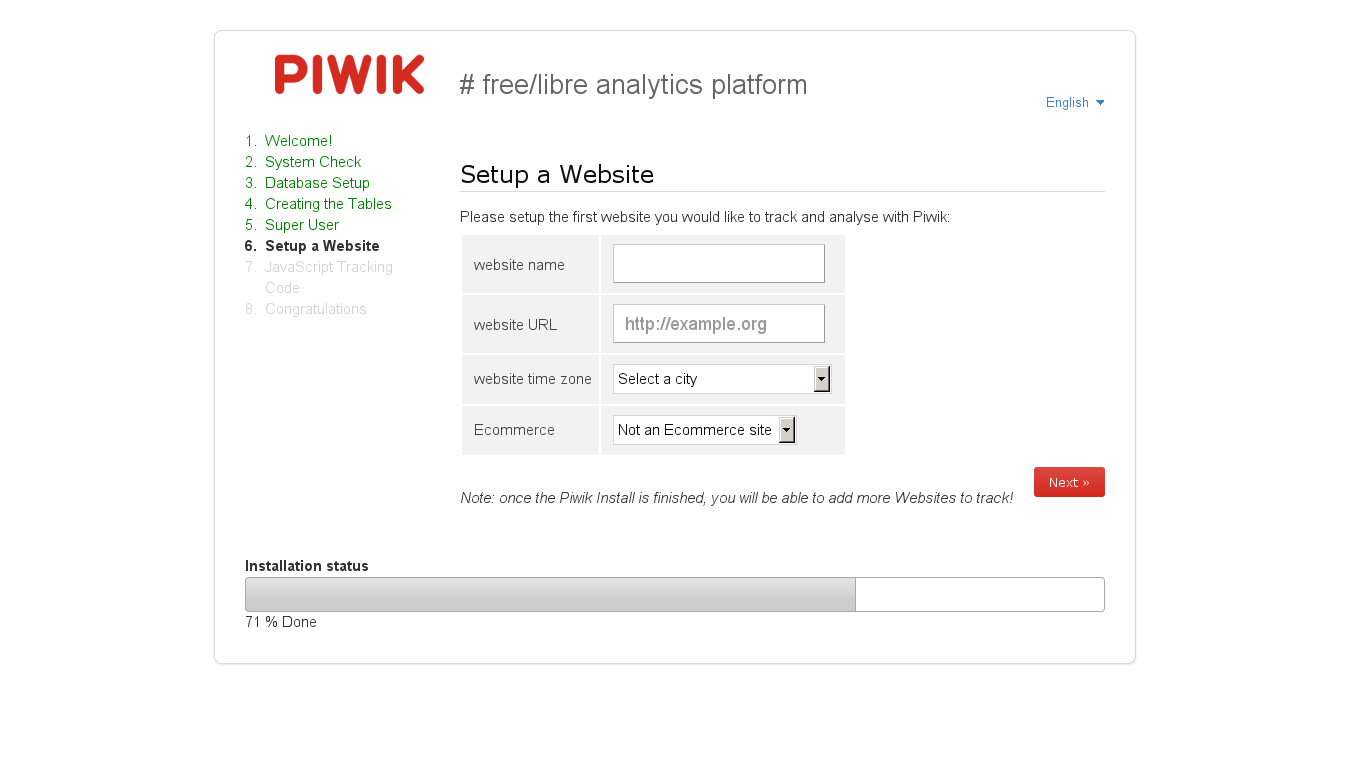 PIWIK
# free/libre analytics platform
English
1. Welcome!
2. System Check
3. Database Setup
4. Creating the Tables
5. Super User
6. Setup a Website
7. JavaScript Tracking
Code
8. Congratulations
Setup a Website
Please setup the first website you would like to track and analyse with Piwik:
website name
website URL
http://example.org
website time zone
Select a city
Ecommerce
Not an Ecommerce site
Next »
Note: once the Piwik Install is finished, you will be able to add more Websites to track!
Installation status
71 % Done